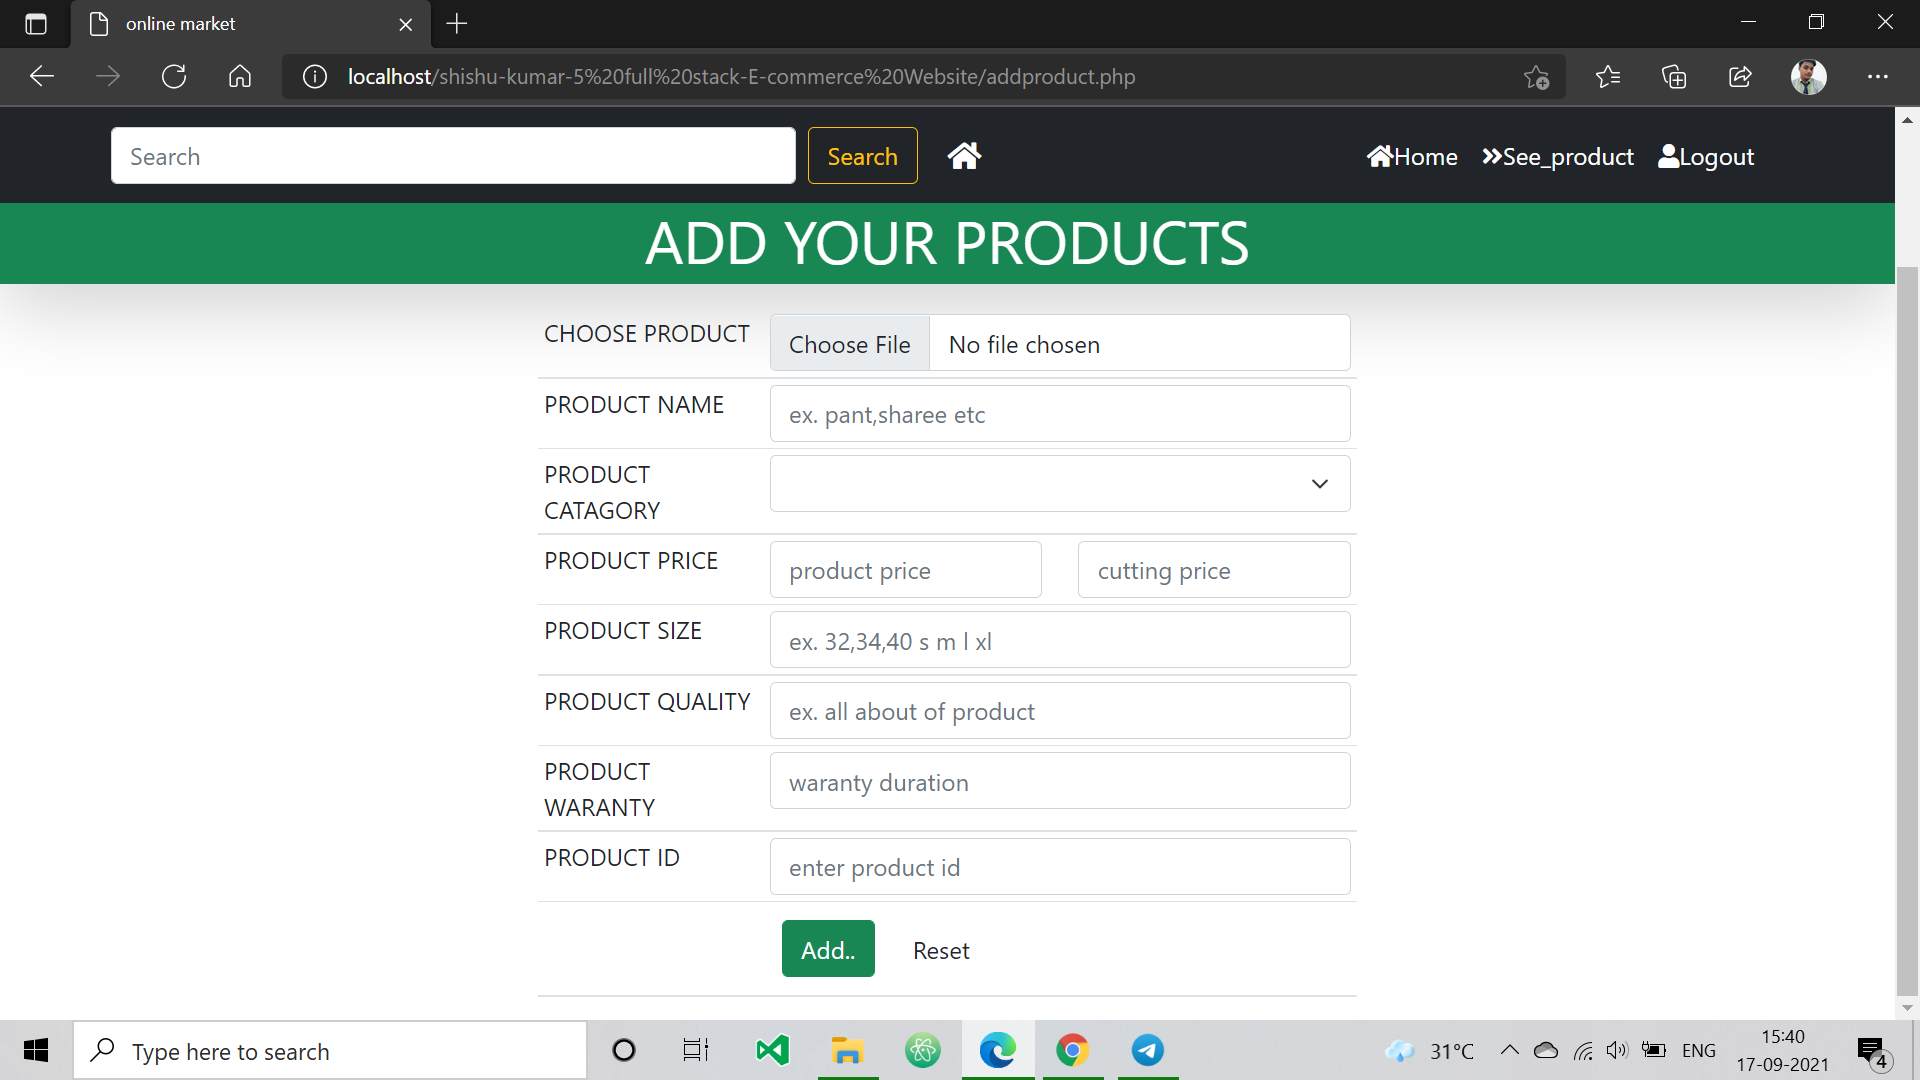 online market
localhost/shishu-kumar-5%20full%20stack-E-commerce%20Website/addproduct.php
Search
Search
Home
See_product
Logout
ADD YOUR PRODUCTS
CHOOSE PRODUCT
Choose File
No file chosen
PRODUCT NAME
ex. pant,sharee etc
PRODUCT
CATAGORY
PRODUCT PRICE
product price
cutting price
PRODUCT SIZE
ex. 32,34,40 s m l xl
PRODUCT QUALITY
ex. all about of product
PRODUCT
WARANTY
waranty duration
PRODUCT ID
enter product id
Add..
Reset
Type here to search
31°C
ENG
15:40
17-09-2021
4